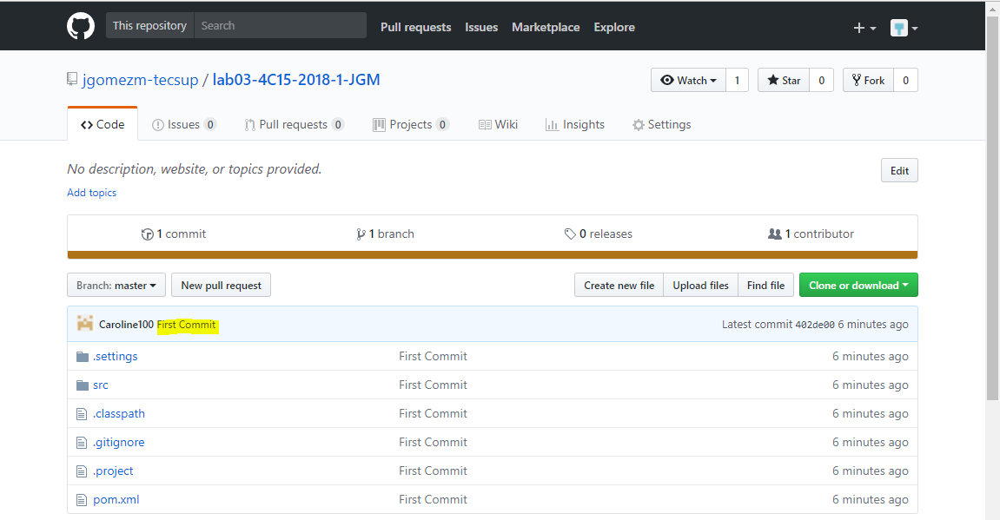 This repository Search Pull requests Issues Marketplace Explore
jgomezm-tecsup / lab03-4C15-2018-1-JGM Watch 1 Star 0 Fork 0
Code Issues 0 Pull requests 0 Projects 0 Wiki Insights Settings
No description, website, or topics provided. Edit
Add topics
1 commit 1 branch 0 releases 1 contributor
Branch: master New pull request Create new file Upload files Find file Clone or download
Caroline100 First Commit Latest commit 402de00 6 minutes ago
.settings First Commit 6 minutes ago
src First Commit 6 minutes ago
.classpath First Commit 6 minutes ago
.gitignore First Commit 6 minutes ago
.project First Commit 6 minutes ago
pom.xml First Commit 6 minutes ago